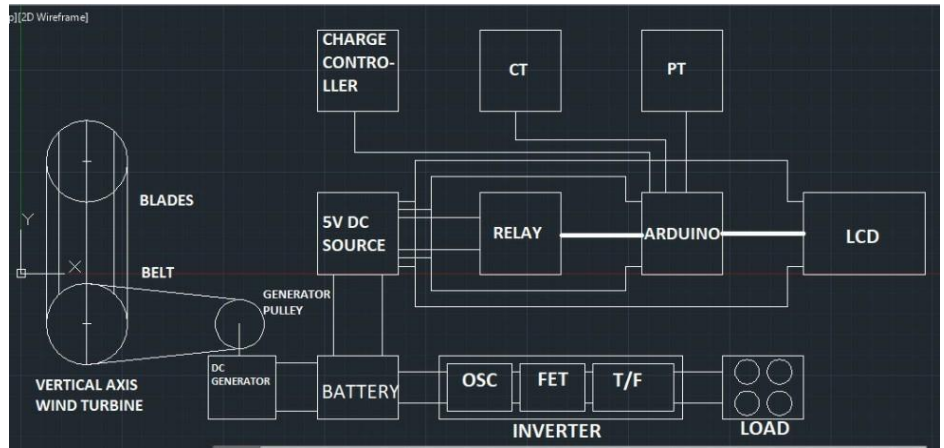 ][2D Wireframe]
CHARGE
CONTRO-
LLER
CT
PT
BLADES
Y
5V DC
SOURCE
RELAY
ARDUINO
LCD
X
BELT
GENERATOR
PULLEY
DC
GENERATOR
BATTERY
OSC
FET
T/F
VERTICAL AXIS
WIND TURBINE
INVERTER
LOAD